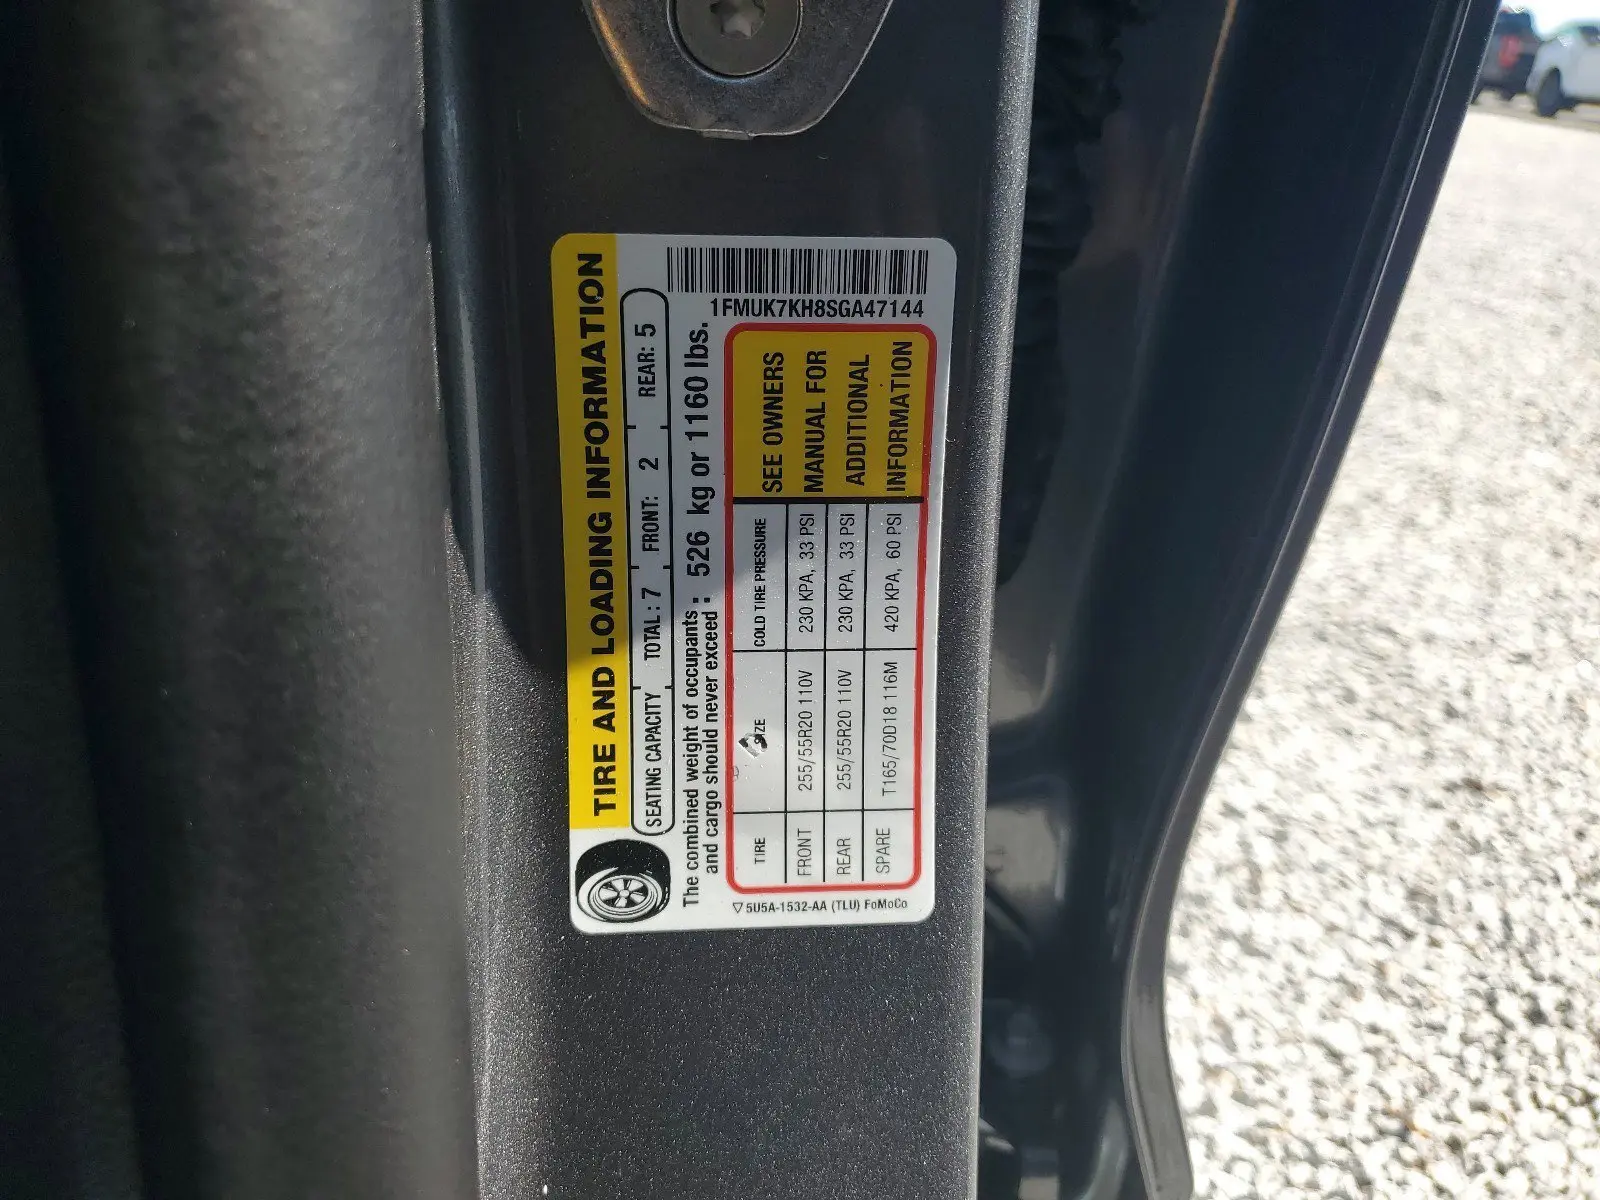 TIRE AND LOADING INFORMATION
SEATING CAPACITY TOTAL: 7 FRONT: 2 REAR: 5
The combined weight of occupants
and cargo should never exceed : 526 kg or 1160 lbs.
1FMUK7KH8SGA47144
TIRE SIZE COLD TIRE PRESSURE
FRONT 255/55R20 110V 230 KPA, 33 PSI
REAR 255/55R20 110V 230 KPA, 33 PSI
SPARE T165/70D18 116M 420 KPA, 60 PSI
SEE OWNERS
MANUAL FOR
ADDITIONAL
INFORMATION
5U5A-1532-AA (TLU) FoMoCo